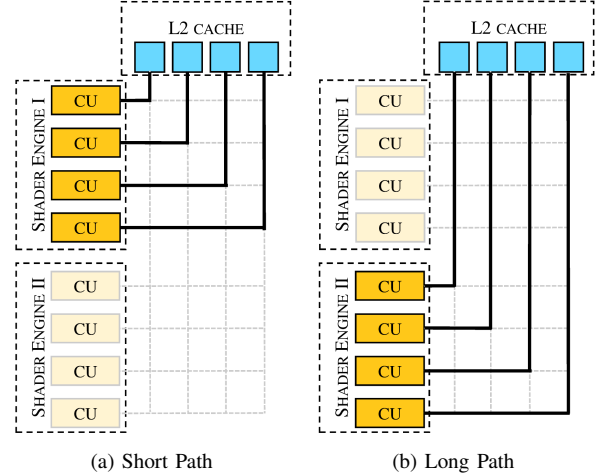 L2 CACHE
SHADER ENGINE I
CU
CU
CU
CU
SHADER ENGINE II
CU
CU
CU
CU
(a) Short Path
L2 CACHE
SHADER ENGINE I
CU
CU
CU
CU
SHADER ENGINE II
CU
CU
CU
CU
(b) Long Path